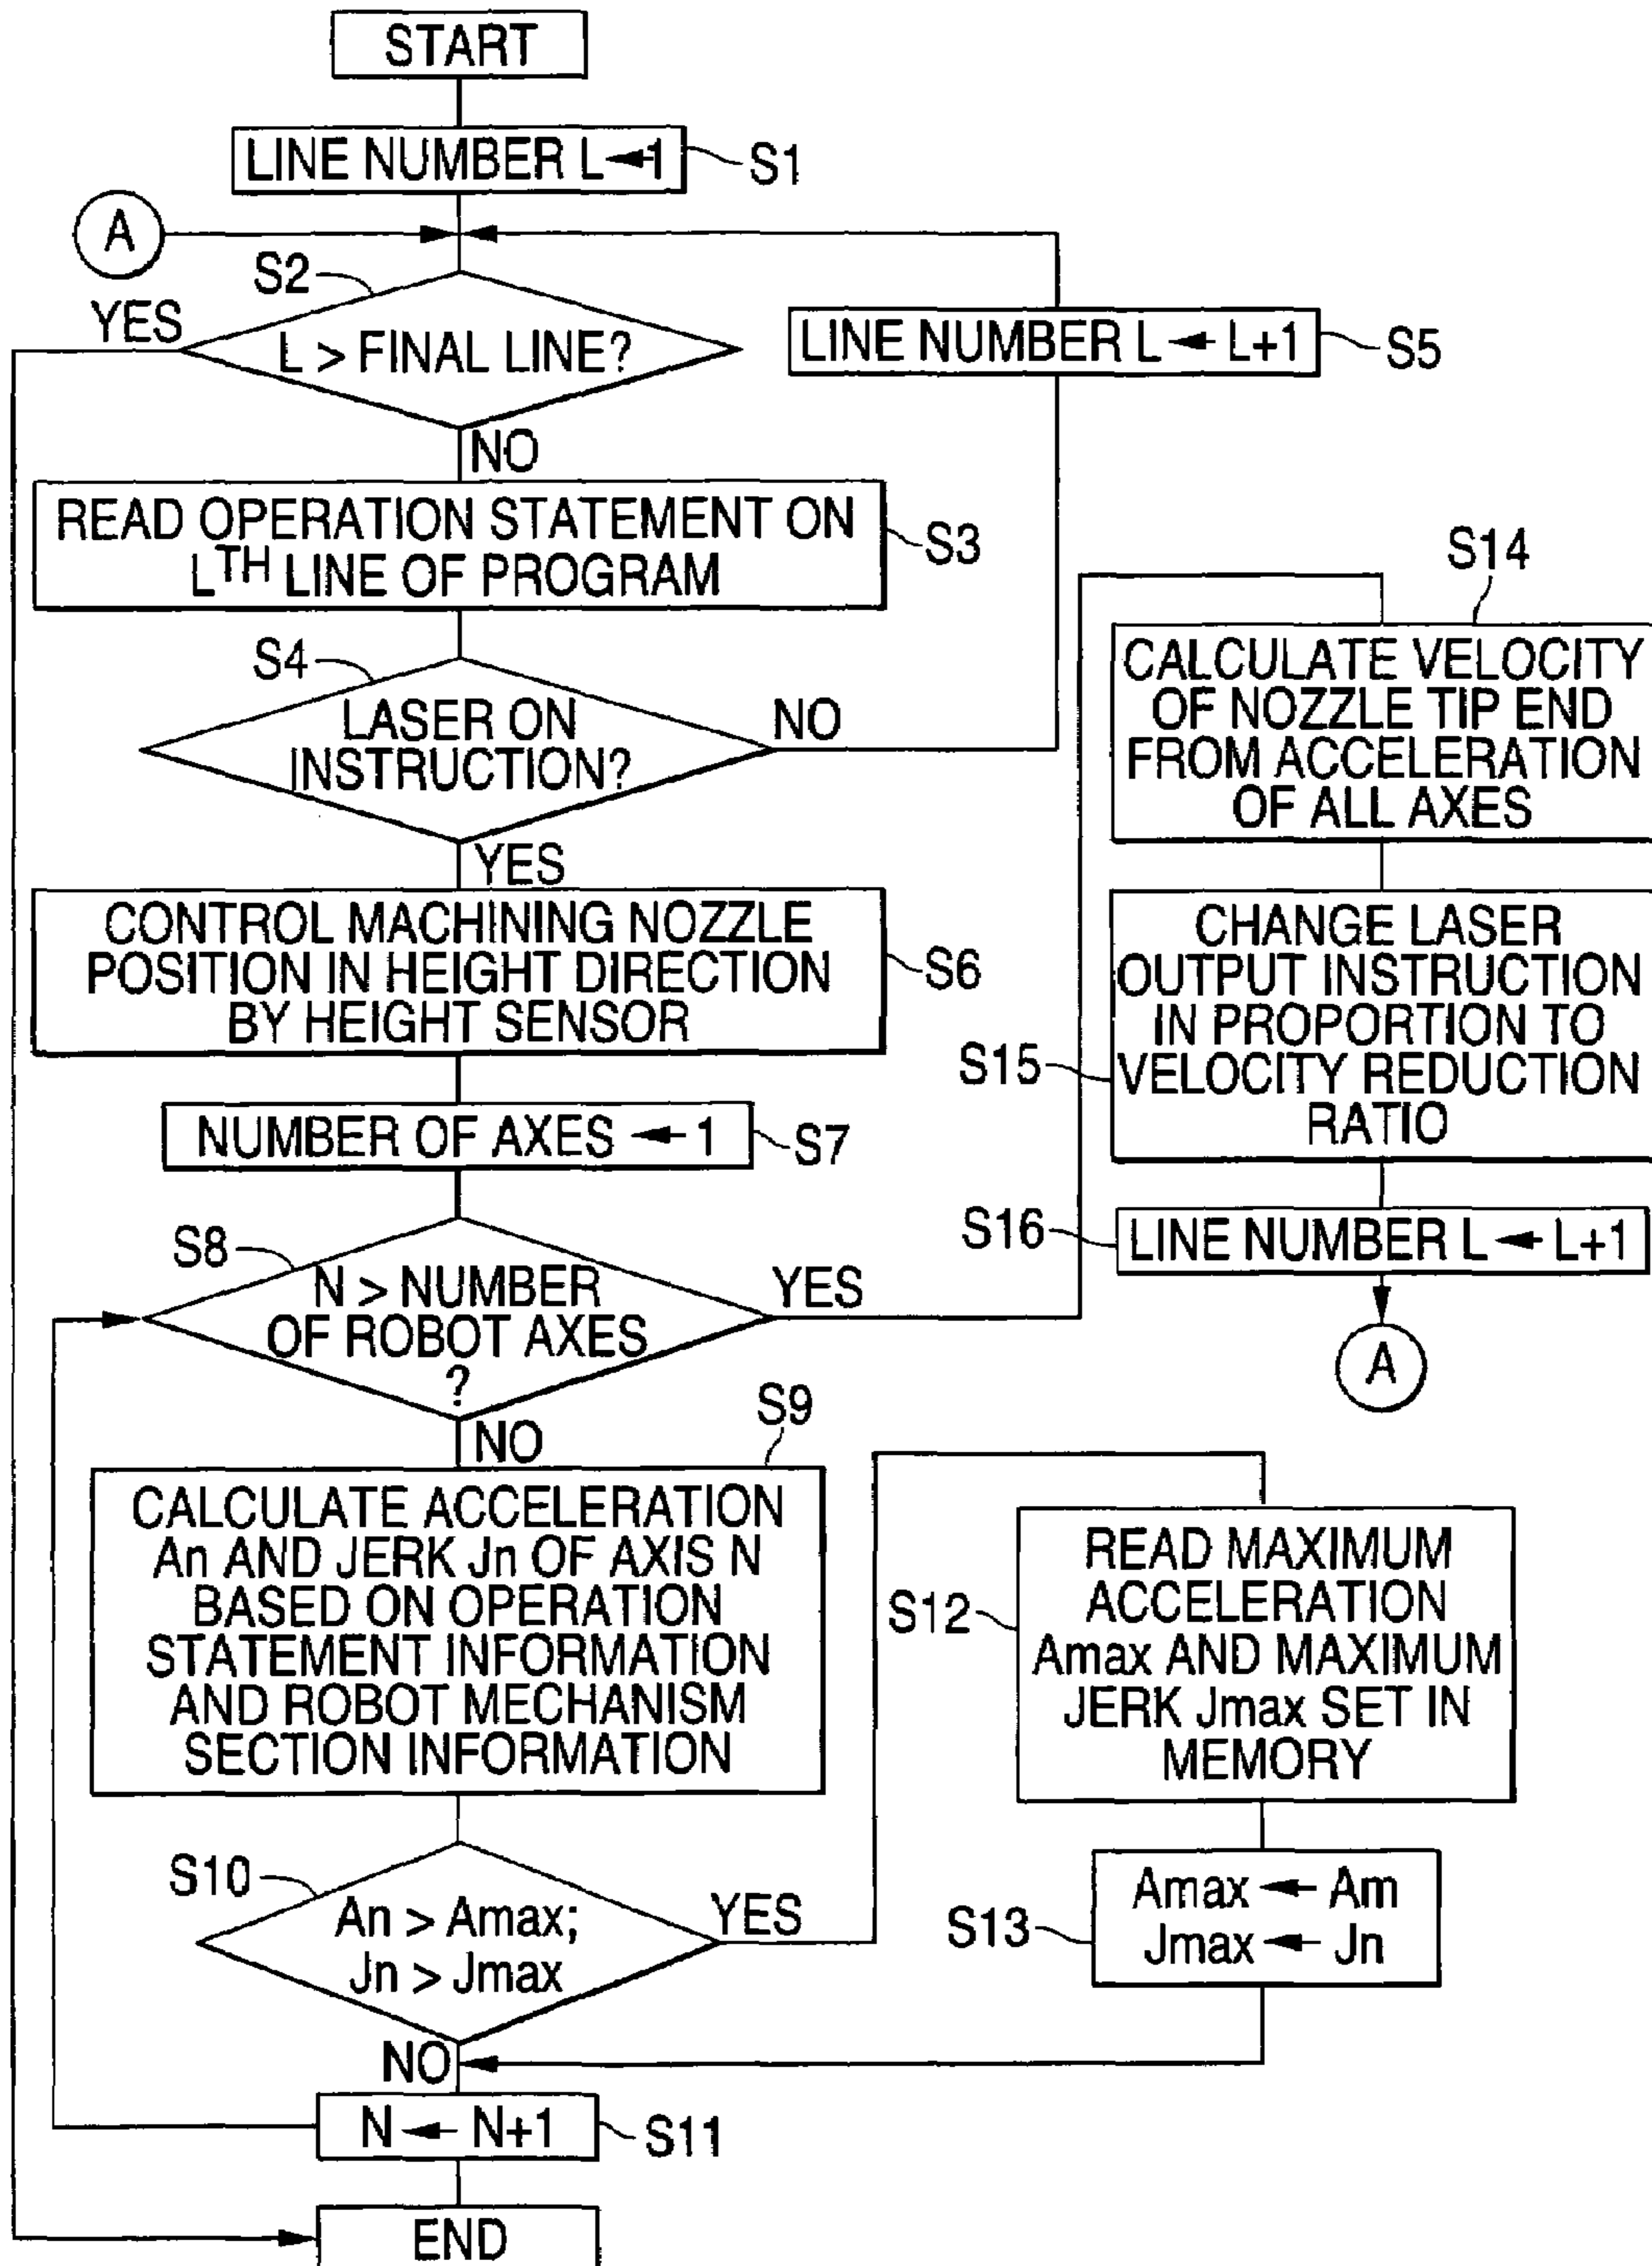 START
LINE NUMBER L ← 1
S1
A
S2
YES
L > FINAL LINE?
NO
LINE NUMBER L ← L+1
S5
READ OPERATION STATEMENT ON
LTH LINE OF PROGRAM
S3
S4
LASER ON
INSTRUCTION?
NO
YES
CONTROL MACHINING NOZZLE
POSITION IN HEIGHT DIRECTION
BY HEIGHT SENSOR
S6
NUMBER OF AXES ← 1
S7
S8
N > NUMBER
OF ROBOT AXES
?
YES
NO
S9
CALCULATE ACCELERATION
An AND JERK Jn OF AXIS N
BASED ON OPERATION
STATEMENT INFORMATION
AND ROBOT MECHANISM
SECTION INFORMATION
S10
An > Amax;
Jn > Jmax
YES
NO
N ← N+1
S11
END
S12
READ MAXIMUM
ACCELERATION
Amax AND MAXIMUM
JERK Jmax SET IN
MEMORY
S13
Amax ← Am
Jmax ← Jn
S14
CALCULATE VELOCITY
OF NOZZLE TIP END
FROM ACCELERATION
OF ALL AXES
S15
CHANGE LASER
OUTPUT INSTRUCTION
IN PROPORTION TO
VELOCITY REDUCTION
RATIO
S16
LINE NUMBER L ← L+1
A